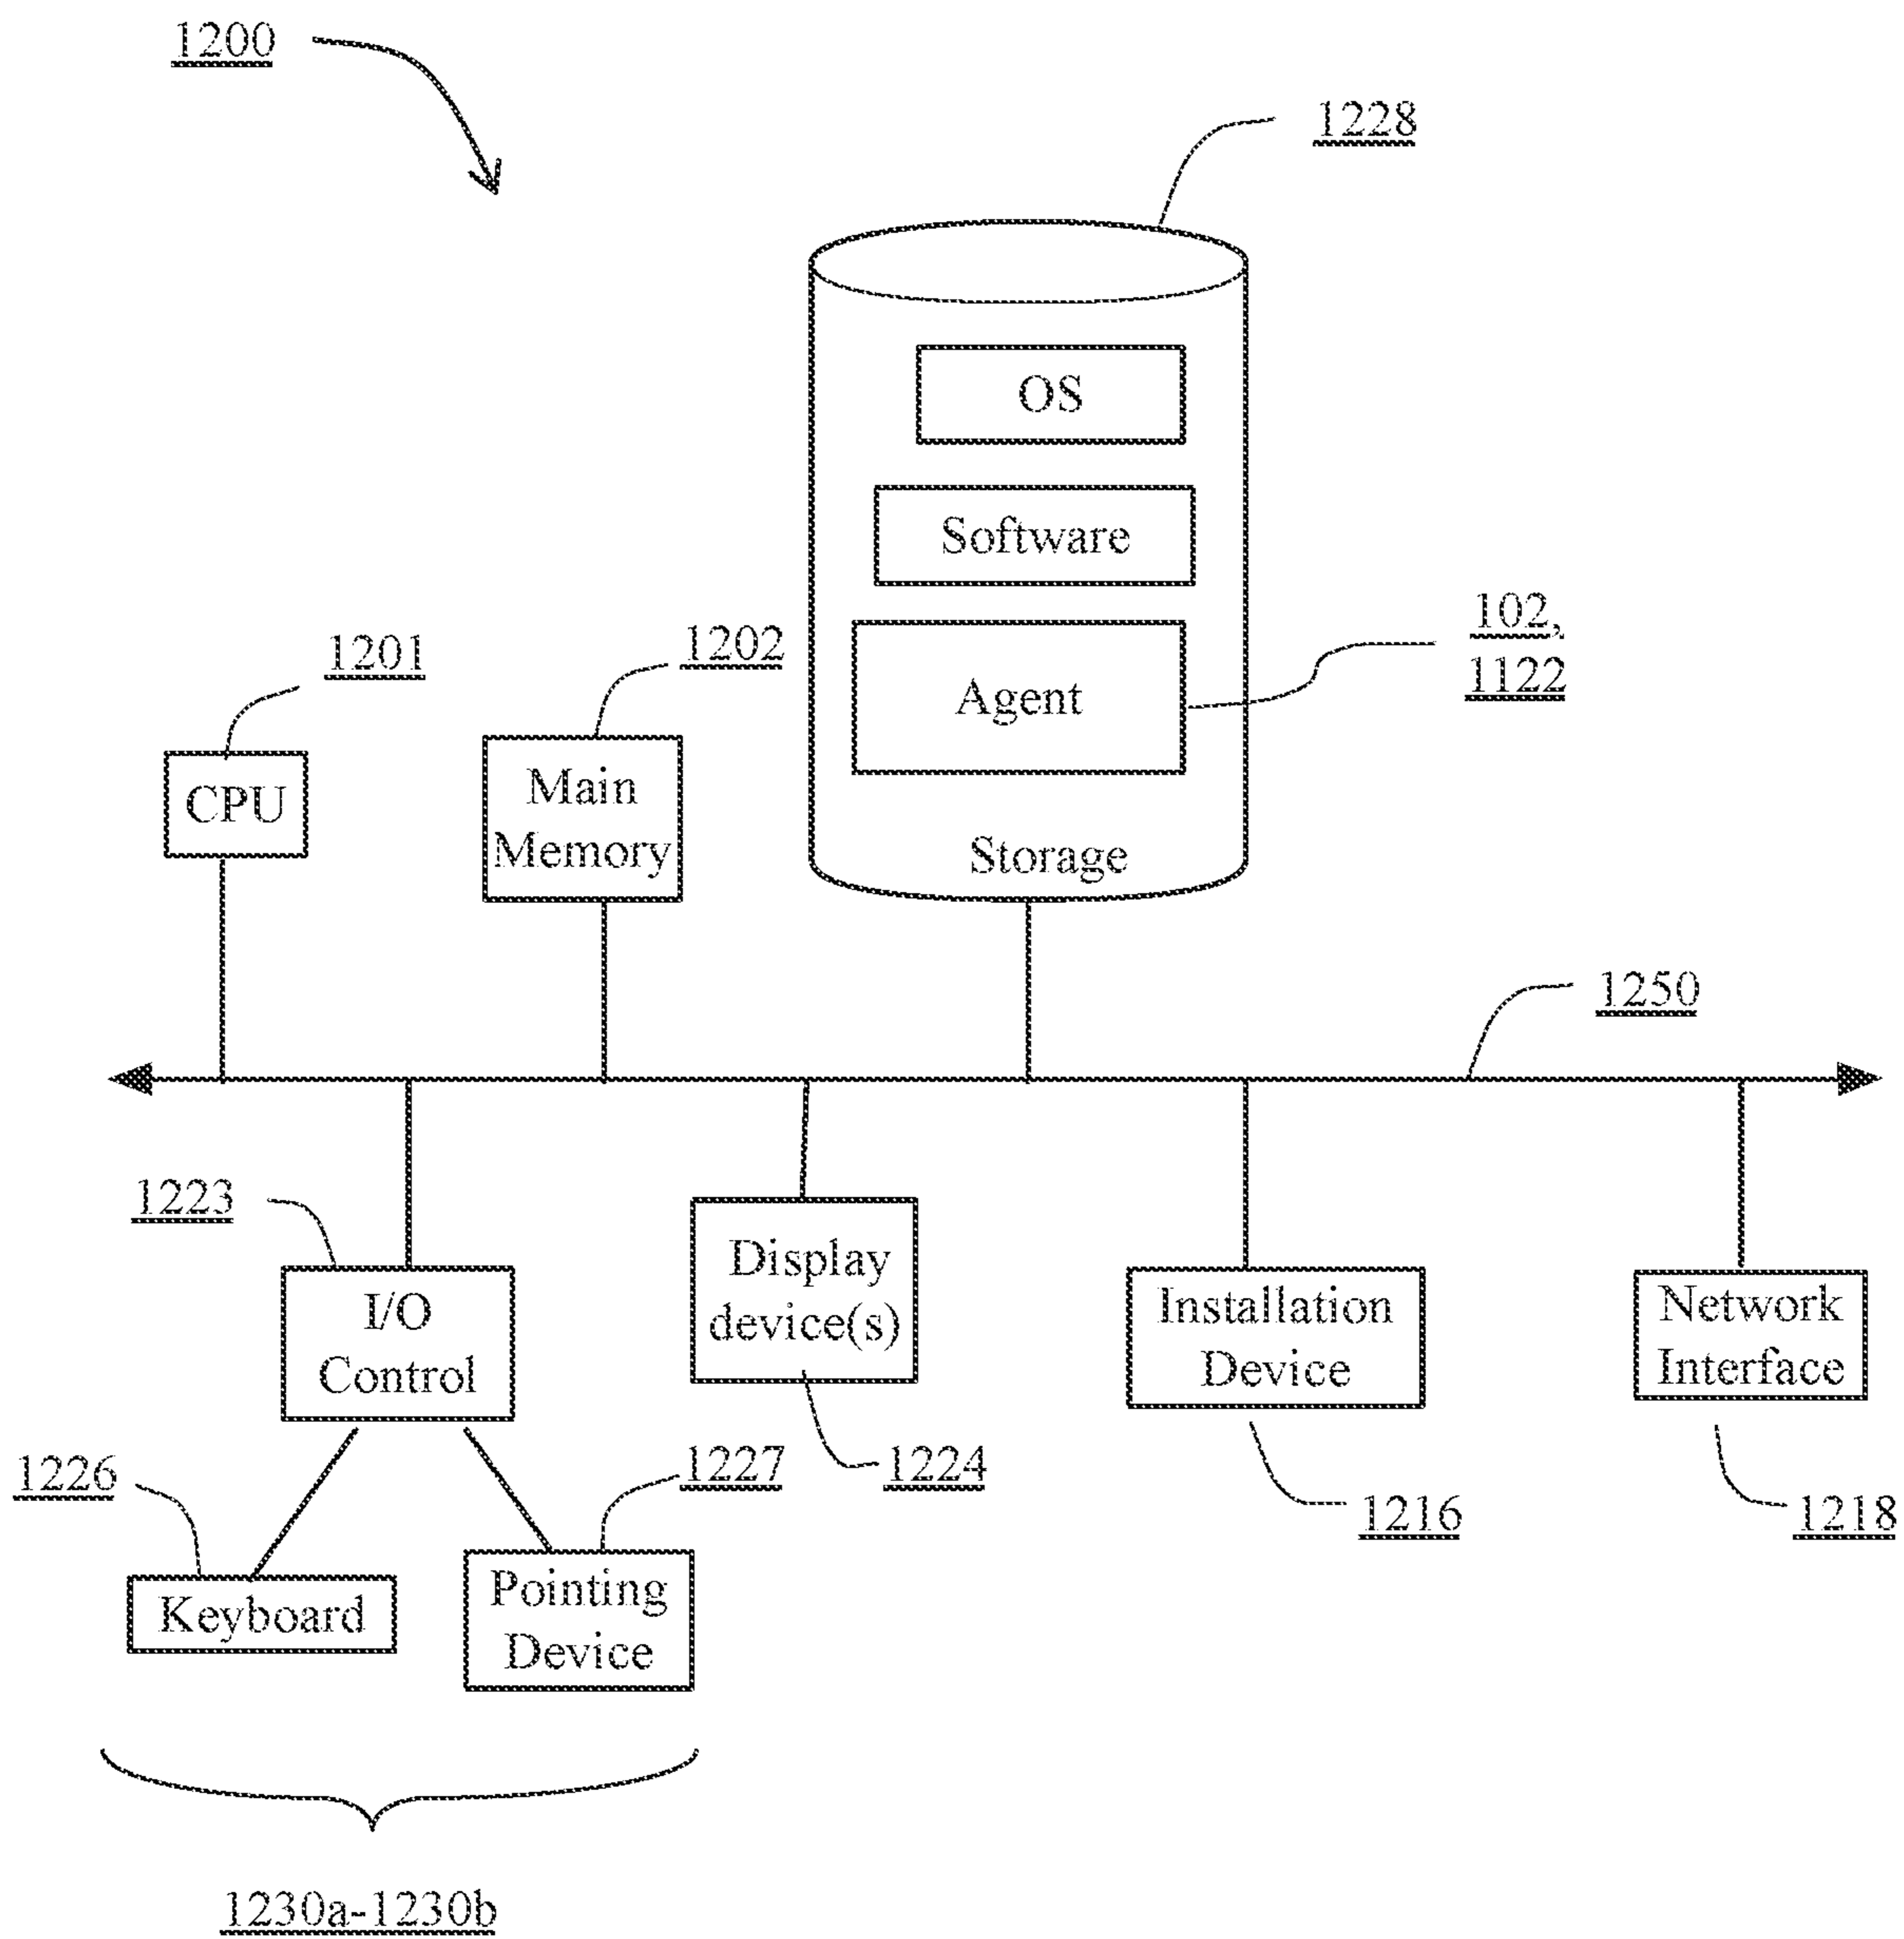 1200
1228
OS
Software
102,
1122
Agent
1201
1202
CPU
Main
Memory
Storage
1250
1223
I/O
Control
Display
device(s)
Installation
Device
Network
Interface
1226
1227
1224
1216
1218
Keyboard
Pointing
Device
1230a-1230b